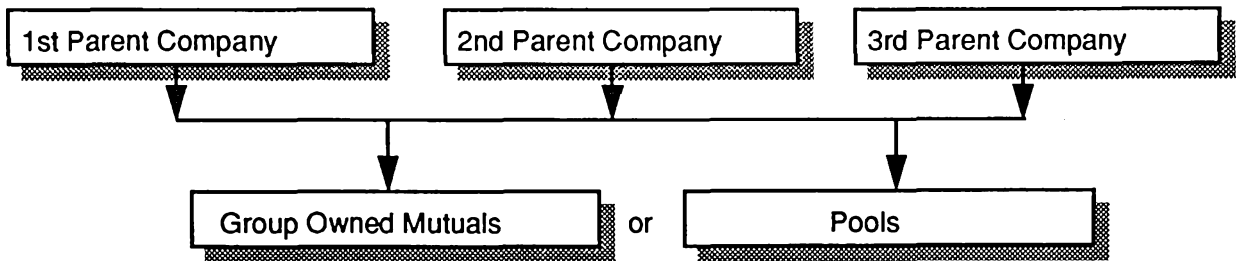 1st Parent Company 2nd Parent Company 3rd Parent Company
Group Owned Mutuals or Pools